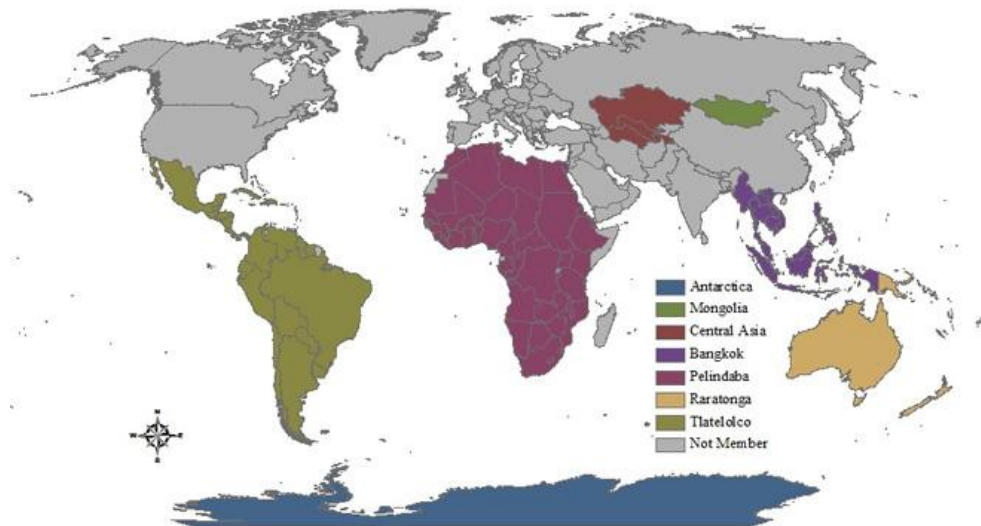 Antarctica
Mongolia
Central Asia
Bangkok
Pelindaba
Raratonga
Tlatelolco
Not Member
N
W E
S